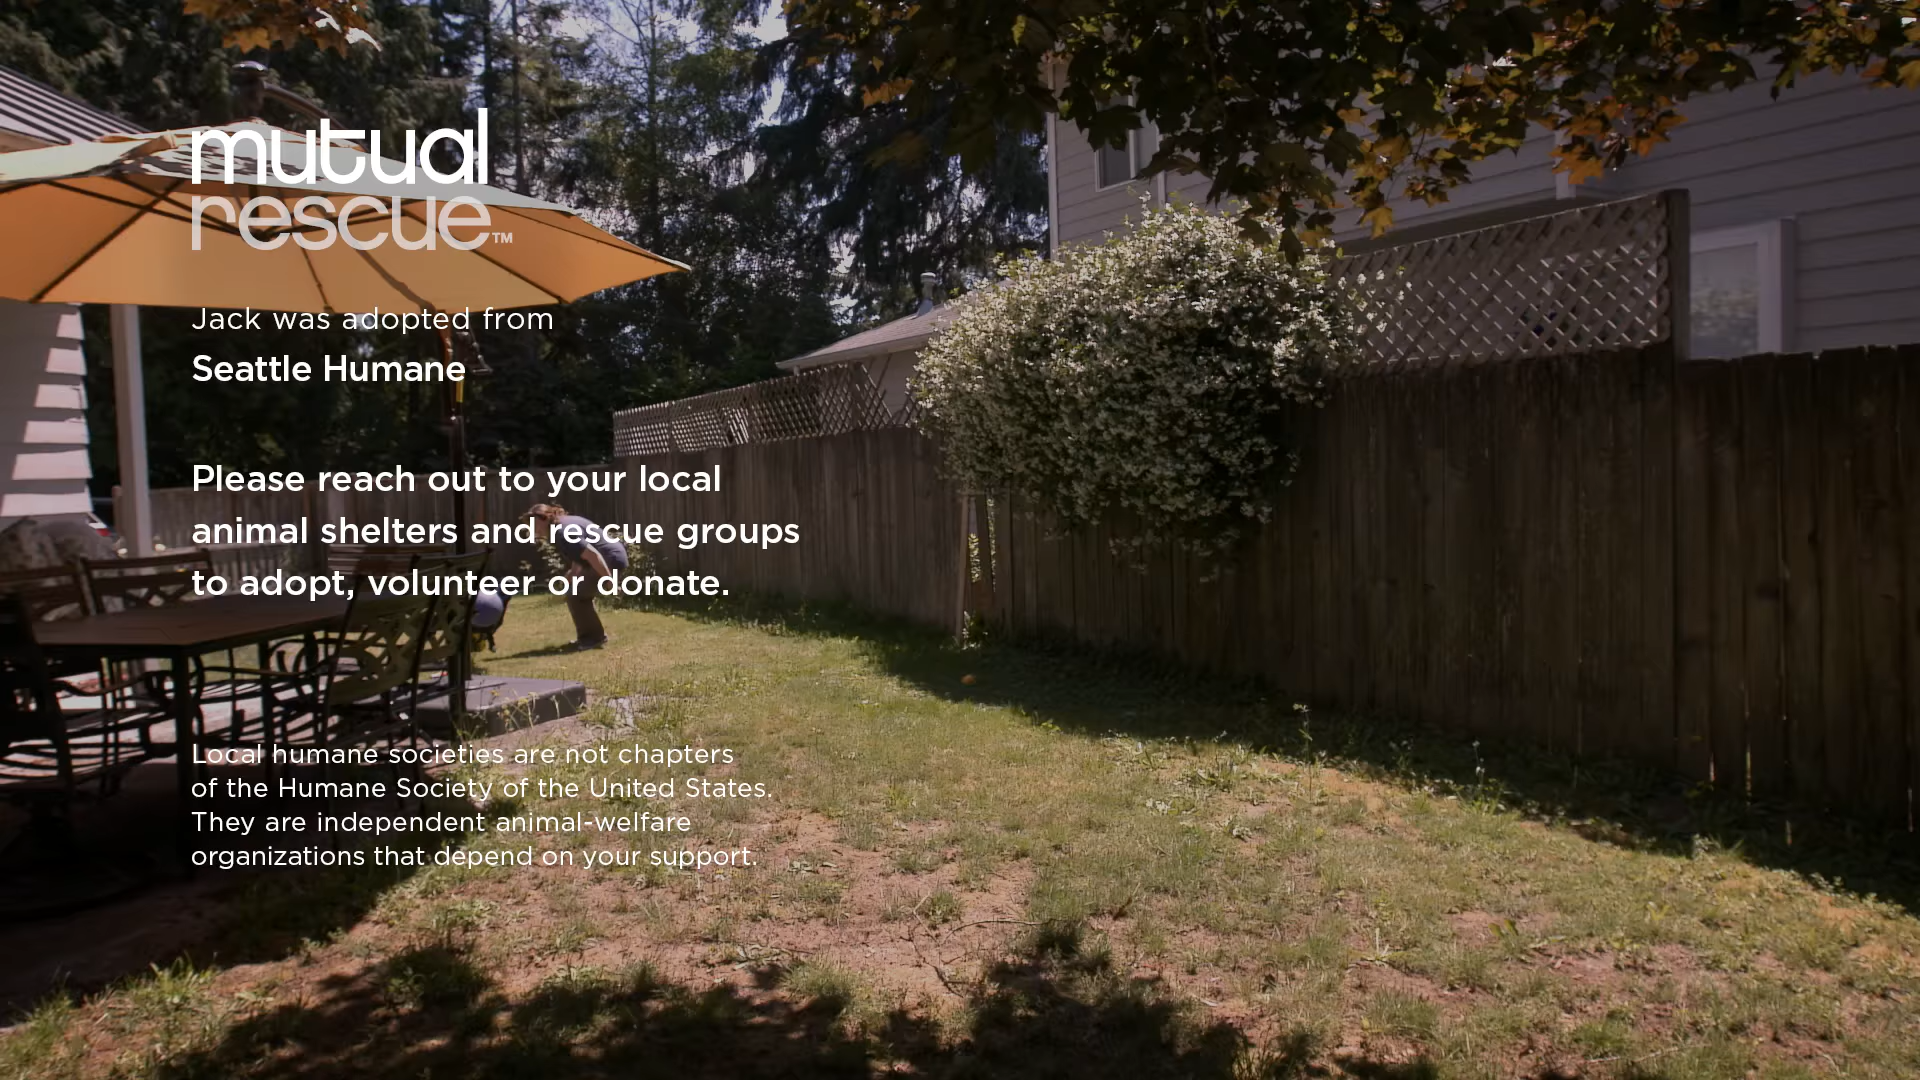 mutual
rescue™
Jack was adopted from
Seattle Humane
Please reach out to your local
animal shelters and rescue groups
to adopt, volunteer or donate.
Local humane societies are not chapters
of the Humane Society of the United States.
They are independent animal-welfare
organizations that depend on your support.